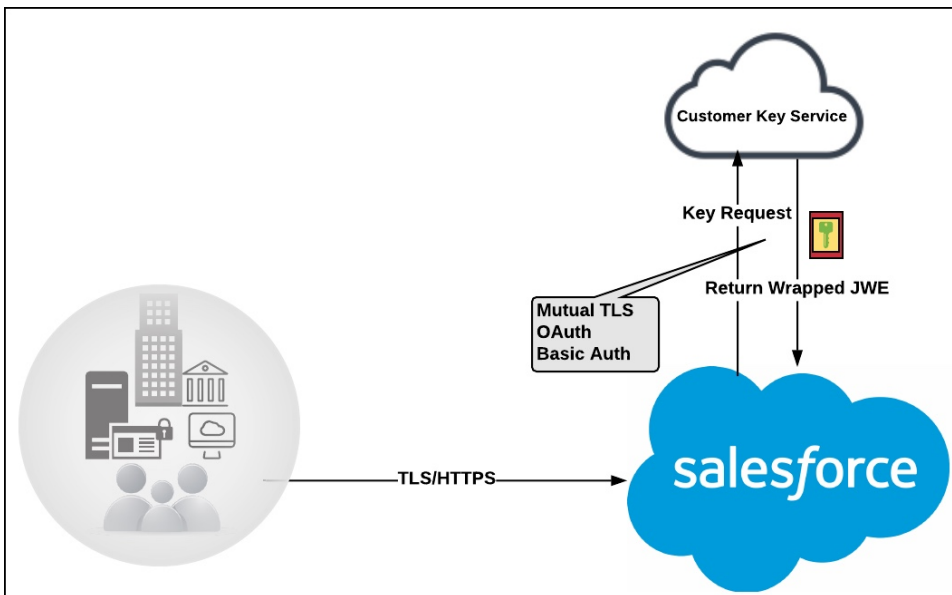 Customer Key Service
Key Request
Return Wrapped JWE
Mutual TLS
OAuth
Basic Auth
TLS/HTTPS
salesforce